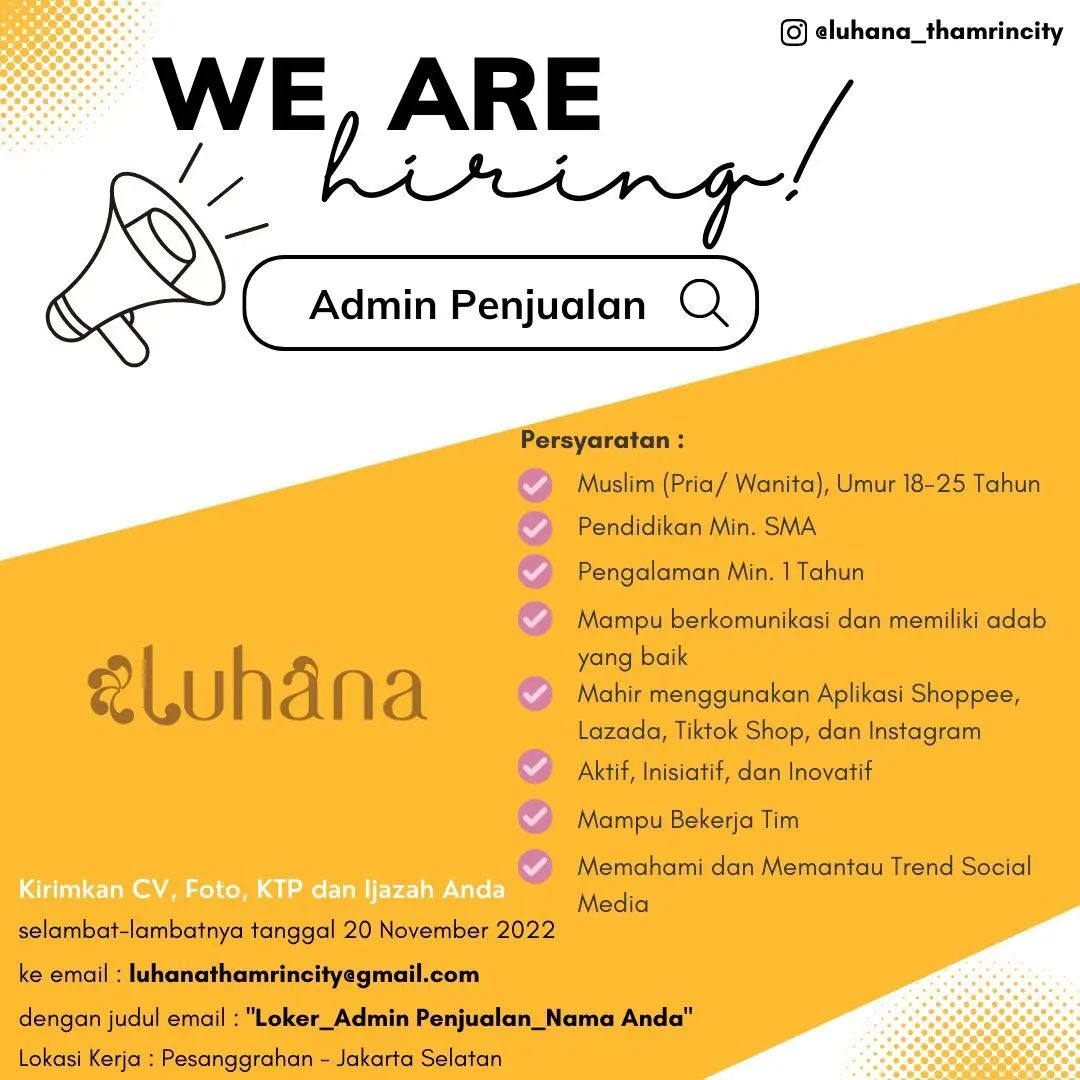 @luhana_thamrincity
WE ARE
hiring!
Admin Penjualan
Persyaratan :
Muslim (Pria/ Wanita), Umur 18-25 Tahun
Pendidikan Min. SMA
Pengalaman Min. 1 Tahun
Mampu berkomunikasi dan memiliki adab
yang baik
Mahir menggunakan Aplikasi Shoppee,
Lazada, Tiktok Shop, dan Instagram
Aktif, Inisiatif, dan Inovatif
Mampu Bekerja Tim
Memahami dan Memantau Trend Social
Media
Luhana
Kirimkan CV, Foto, KTP dan Ijazah Anda
selambat-lambatnya tanggal 20 November 2022
ke email : luhanathamrincity@gmail.com
dengan judul email : "Loker_Admin Penjualan_Nama Anda"
Lokasi Kerja : Pesanggrahan - Jakarta Selatan